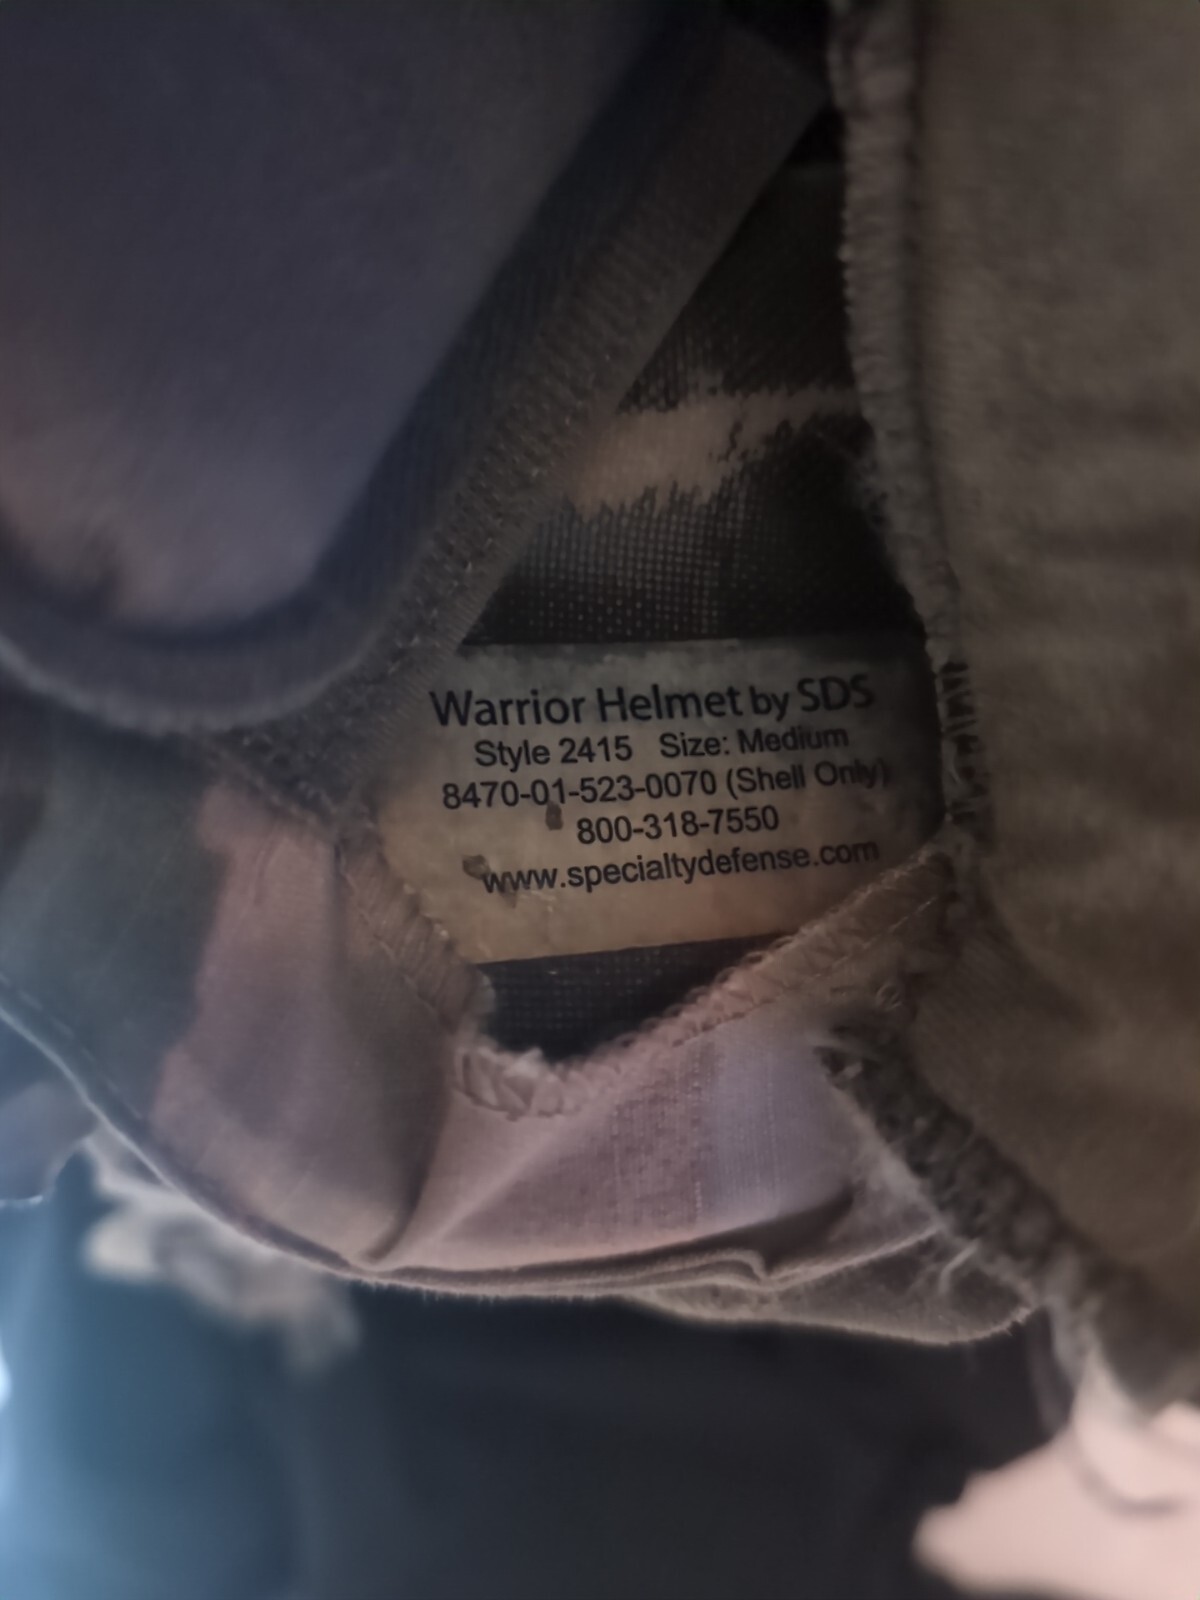 Warrior Helmet by SDS
Style 2415 Size: Medium
8470-01-523-0070 (Shell Only)
800-318-7550
www.specialtydefense.com